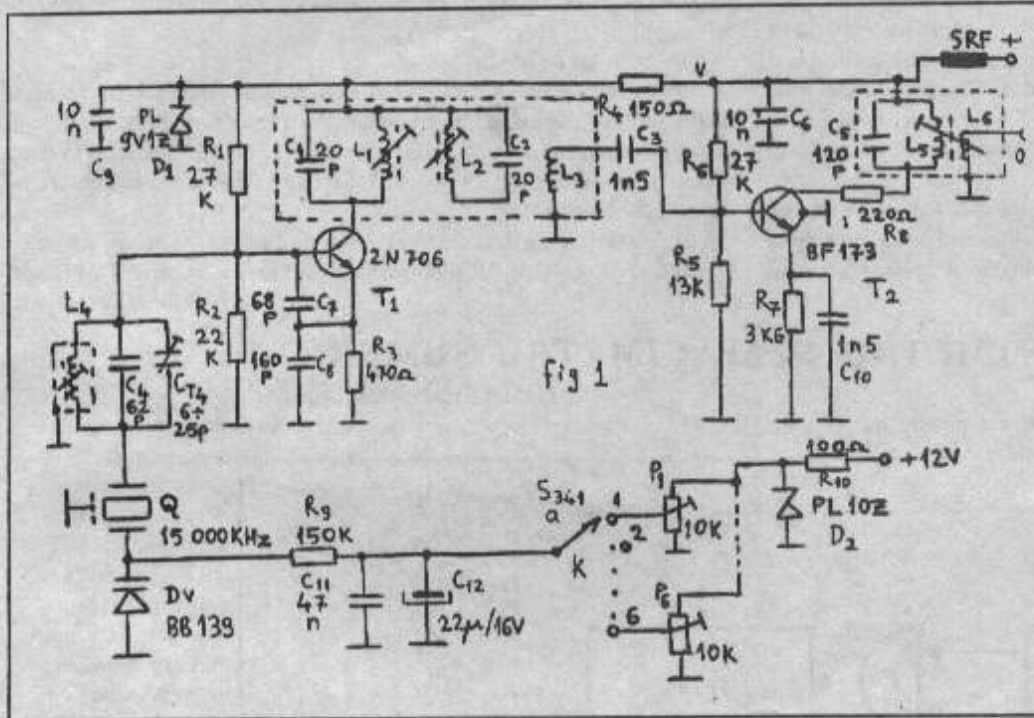 SRF +
10 n
C9
PL 9V1Z
D1
R1
27 K
C1 20 P
L1
L2
C2 20 P
L3
R4 150Ω
C3
1n5
V
R6
27 K
10 n
C6
C5
120 P
L5
L6
0
220Ω
R8
BF 173
T2
2N706
T1
L4
C4
62 P
CT4
6÷
25p
R2
22 K
68 P
C7
160 P
C8
R3
470Ω
fig 1
R5
13K
R7
3K6
1n5
C10
Q
15 000KHz
R9
150K
C11
47 n
C12
22µ/16V
DV
BB 139
S341
a
K
1
2
6
P1
10K
P6
10K
100Ω
R10
+12V
PL 10Z
D2